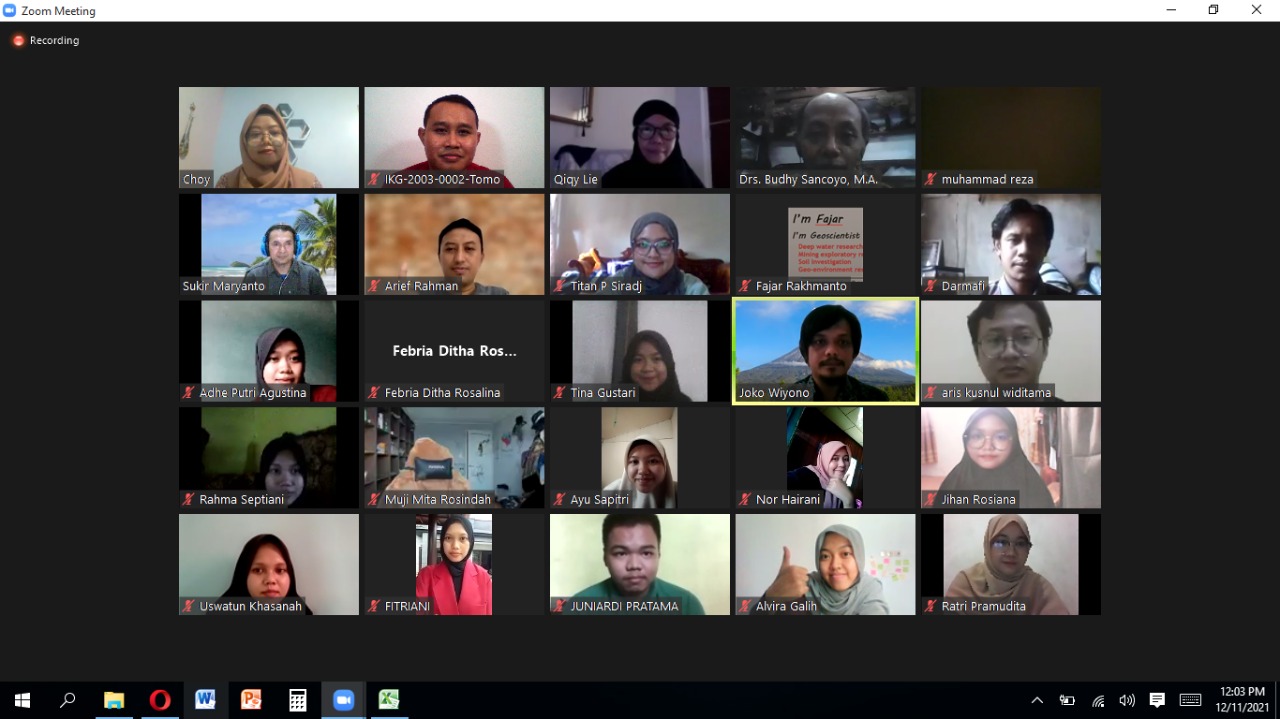 Zoom Meeting
Recording
Choy
IKG-2003-0002-Tomo
Qiqy Lie
Drs. Budhy Sancoyo, M.A.
muhammad reza
Sukir Maryanto
Arief Rahman
Titan P Siradj
I'm Fajar
I'm Geoscientist
Deep water research
Mining exploratory re
Soil Investigation
Geo-environment res
Fajar Rakhmanto
Darmafi
Adhe Putri Agustina
Febria Ditha Ros...
Febria Ditha Rosalina
Tina Gustari
Joko Wiyono
aris kusnul widitama
Rahma Septiani
Muji Mita Rosindah
Ayu Sapitri
Nor Hairani
Jihan Rosiana
Uswatun Khasanah
FITRIANI
JUNIARDI PRATAMA
Alvira Galih
Ratri Pramudita
12:03 PM
12/11/2021